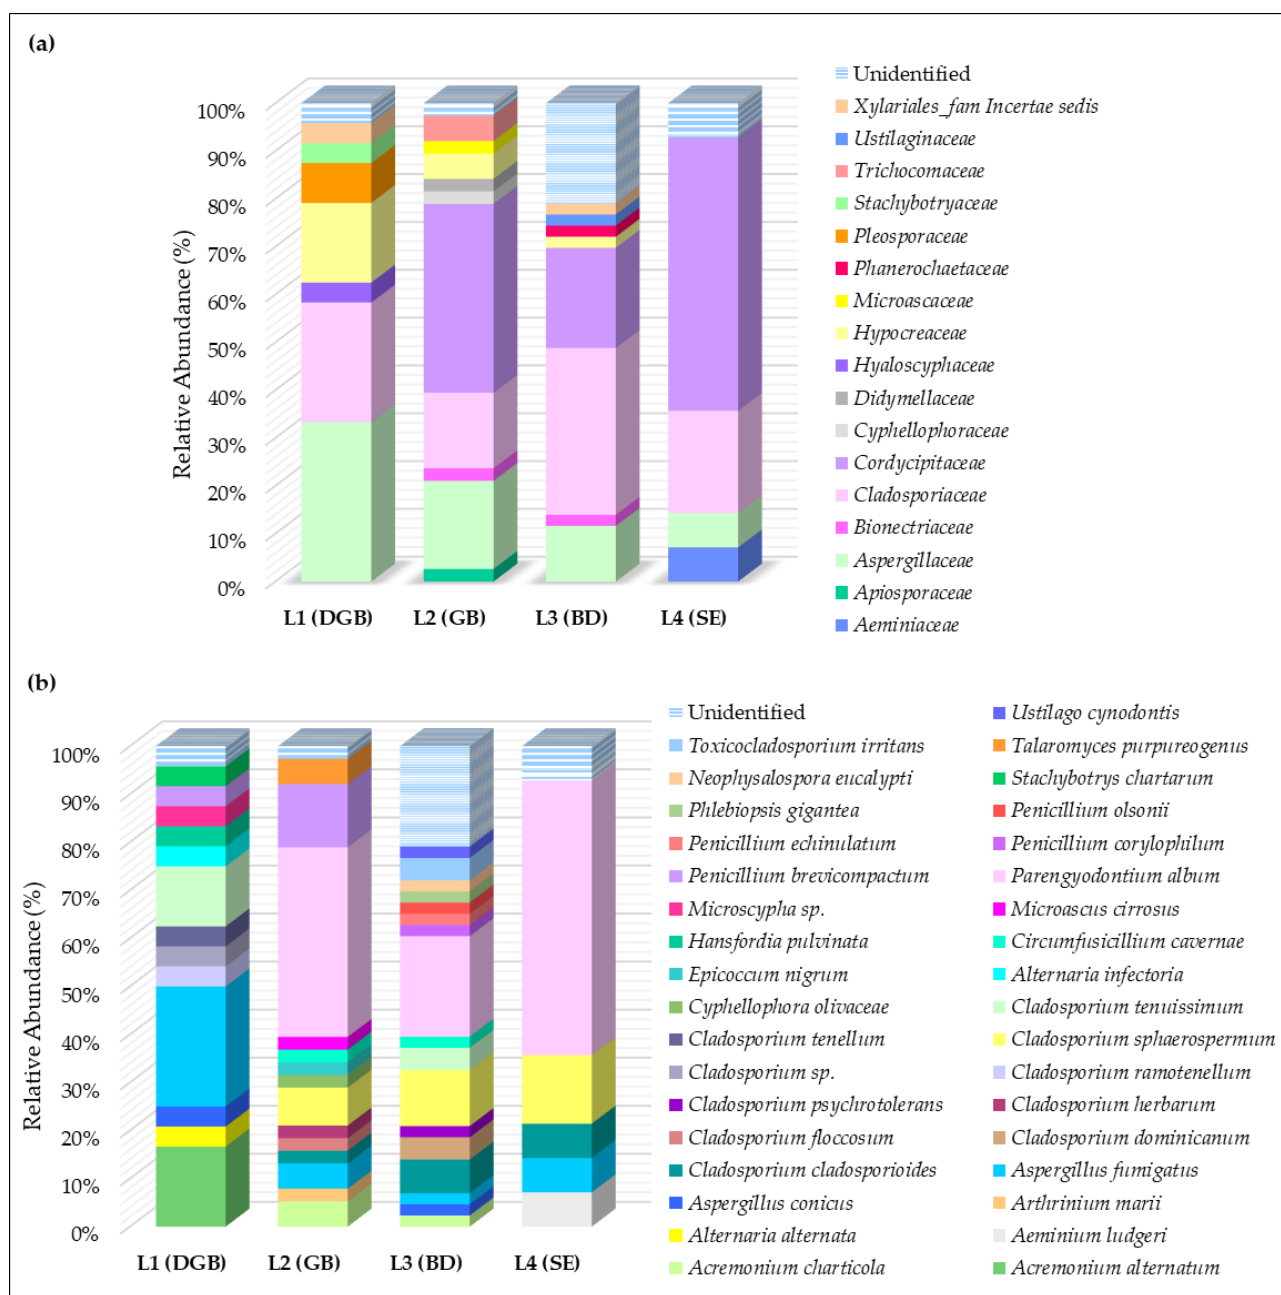 (a)
Relative Abundance (%)
100%
90%
80%
70%
60%
50%
40%
30%
20%
10%
0%
L1 (DGB) L2 (GB) L3 (BD) L4 (SE)
Unidentified
Xylariales_fam Incertae sedis
Ustilaginaceae
Trichocomaceae
Stachybotryaceae
Pleosporaceae
Phanerochaetaceae
Microascaceae
Hypocreaceae
Hyaloscyphaceae
Didymellaceae
Cyphellophoraceae
Cordycipitaceae
Cladosporiaceae
Bionectriaceae
Aspergillaceae
Apiosporaceae
Aeminiaceae
(b)
Relative Abundance (%)
100%
90%
80%
70%
60%
50%
40%
30%
20%
10%
0%
L1 (DGB) L2 (GB) L3 (BD) L4 (SE)
Unidentified Ustilago cynodontis
Toxicocladosporium irritans Talaromyces purpureogenus
Neophysalospora eucalypti Stachybotrys chartarum
Phlebiopsis gigantea Penicillium olsonii
Penicillium echinulatum Penicillium corylophilum
Penicillium brevicompactum Parengyodontium album
Microscypha sp. Microascus cirrosus
Hansfordia pulvinata Circumfusicillium cavernae
Epicoccum nigrum Alternaria infectoria
Cyphellophora olivaceae Cladosporium tenuissimum
Cladosporium tenellum Cladosporium sphaerospermum
Cladosporium sp. Cladosporium ramotenellum
Cladosporium psychrotolerans Cladosporium herbarum
Cladosporium floccosum Cladosporium dominicanum
Cladosporium cladosporioides Aspergillus fumigatus
Aspergillus conicus Arthrinium marii
Alternaria alternata Aeminium ludgeri
Acremonium charticola Acremonium alternatum